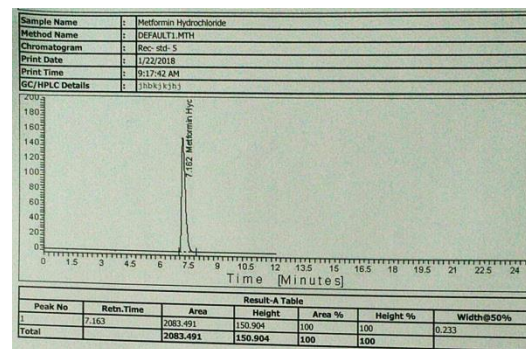 Sample Name : Metformin Hydrochloride
Method Name : DEFAULT1.MTH
Chromatogram : Rec- std- 5
Print Date : 1/22/2018
Print Time : 9:17:42 AM
GC/HPLC Details : jhbkjkjhj
200
180
160
140
120
100
80
60
40
20
0
7.182 Metformin Hyc
0 1.5 3 4.5 6 7.5 9 10.5 12 13.5 15 16.5 18 19.5 21 22.5 24
Time [Minutes]
Result-A Table
Peak No Retn.Time Area Height Area % Height % Width@50%
1 7.163 2083.491 150.904 100 100 0.233
Total 2083.491 150.904 100 100